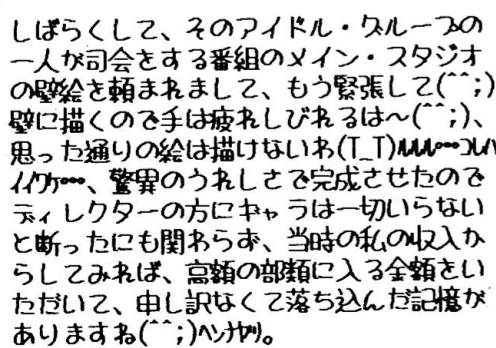 しばらくして、そのアイドル・グループの
一人が司会をする番組のメイン・スタジオ
の壁絵を頼まれまして、もう緊張して(^^;)
壁に描くので手は疲れしびれるは～(^^;)、
思った通りの絵は描けないわ(T_T)
イイワケ…、驚異のうれしさで完成させたので
ディレクターの方にギャラは一切いらない
と断ったにも関わらず、当時の私の収入か
らしてみれば、高額の部類に入る金額をい
ただいて、申し訳なくて落ち込んだ記憶が
ありますね(^^;)ヘンナヤツ。